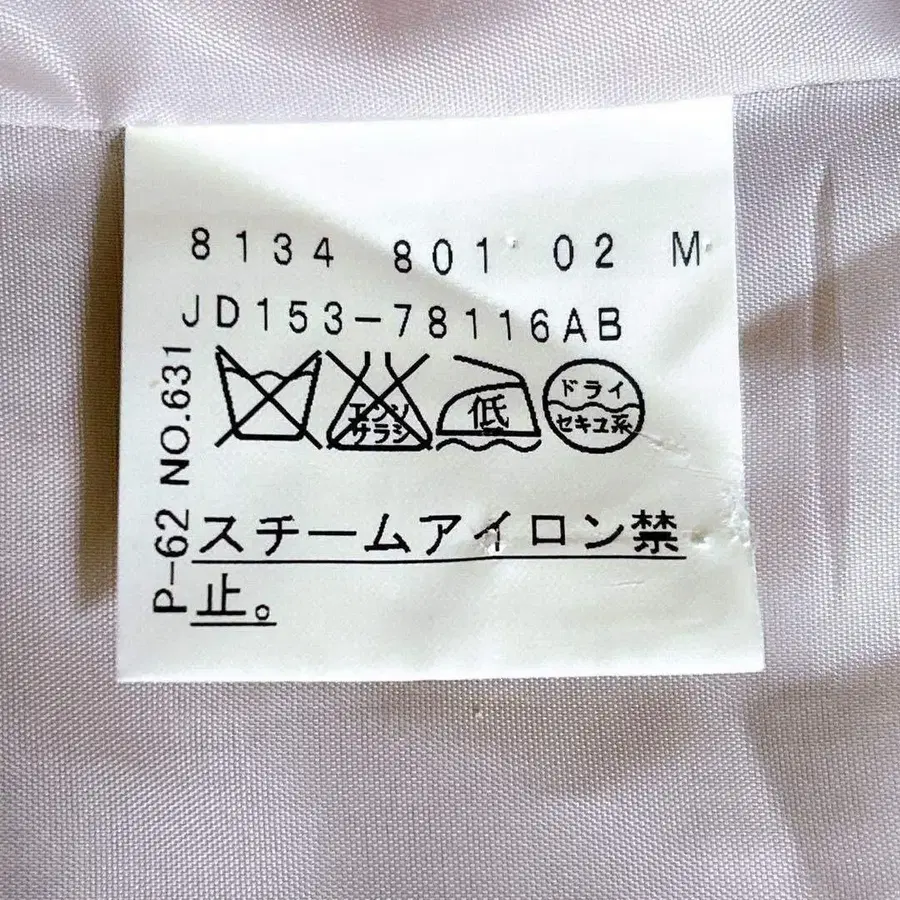 8134 801 02 M
JD153-78116AB
P-62 NO.631
エンソ
サラシ
低
ドライ
セキユ系
スチームアイロン禁
止。